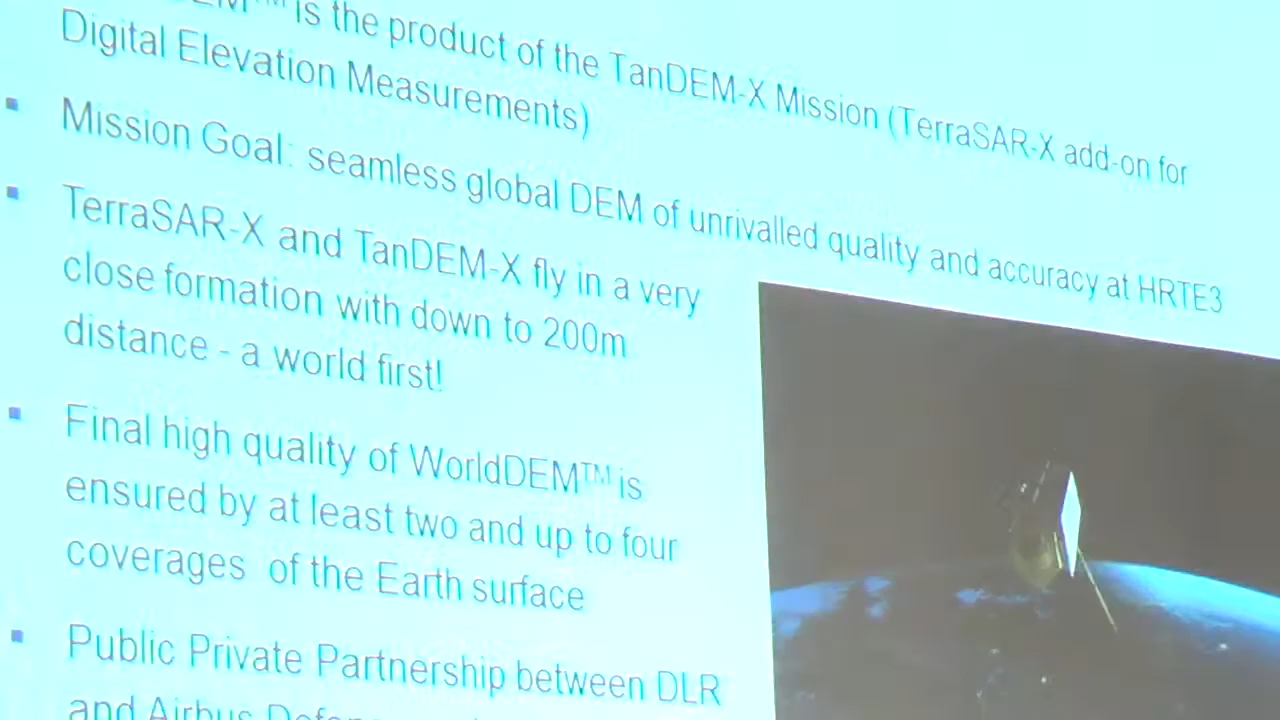 is the product of the TanDEM-X Mission (TerraSAR-X add-on for
Digital Elevation Measurements)
Mission Goal: seamless global DEM of unrivalled quality and accuracy at HRTE3
TerraSAR-X and TanDEM-X fly in a very
close formation with down to 200m
distance - a world first!
Final high quality of WorldDEM™ is
ensured by at least two and up to four
coverages of the Earth surface
Public Private Partnership between DLR
and Airbus